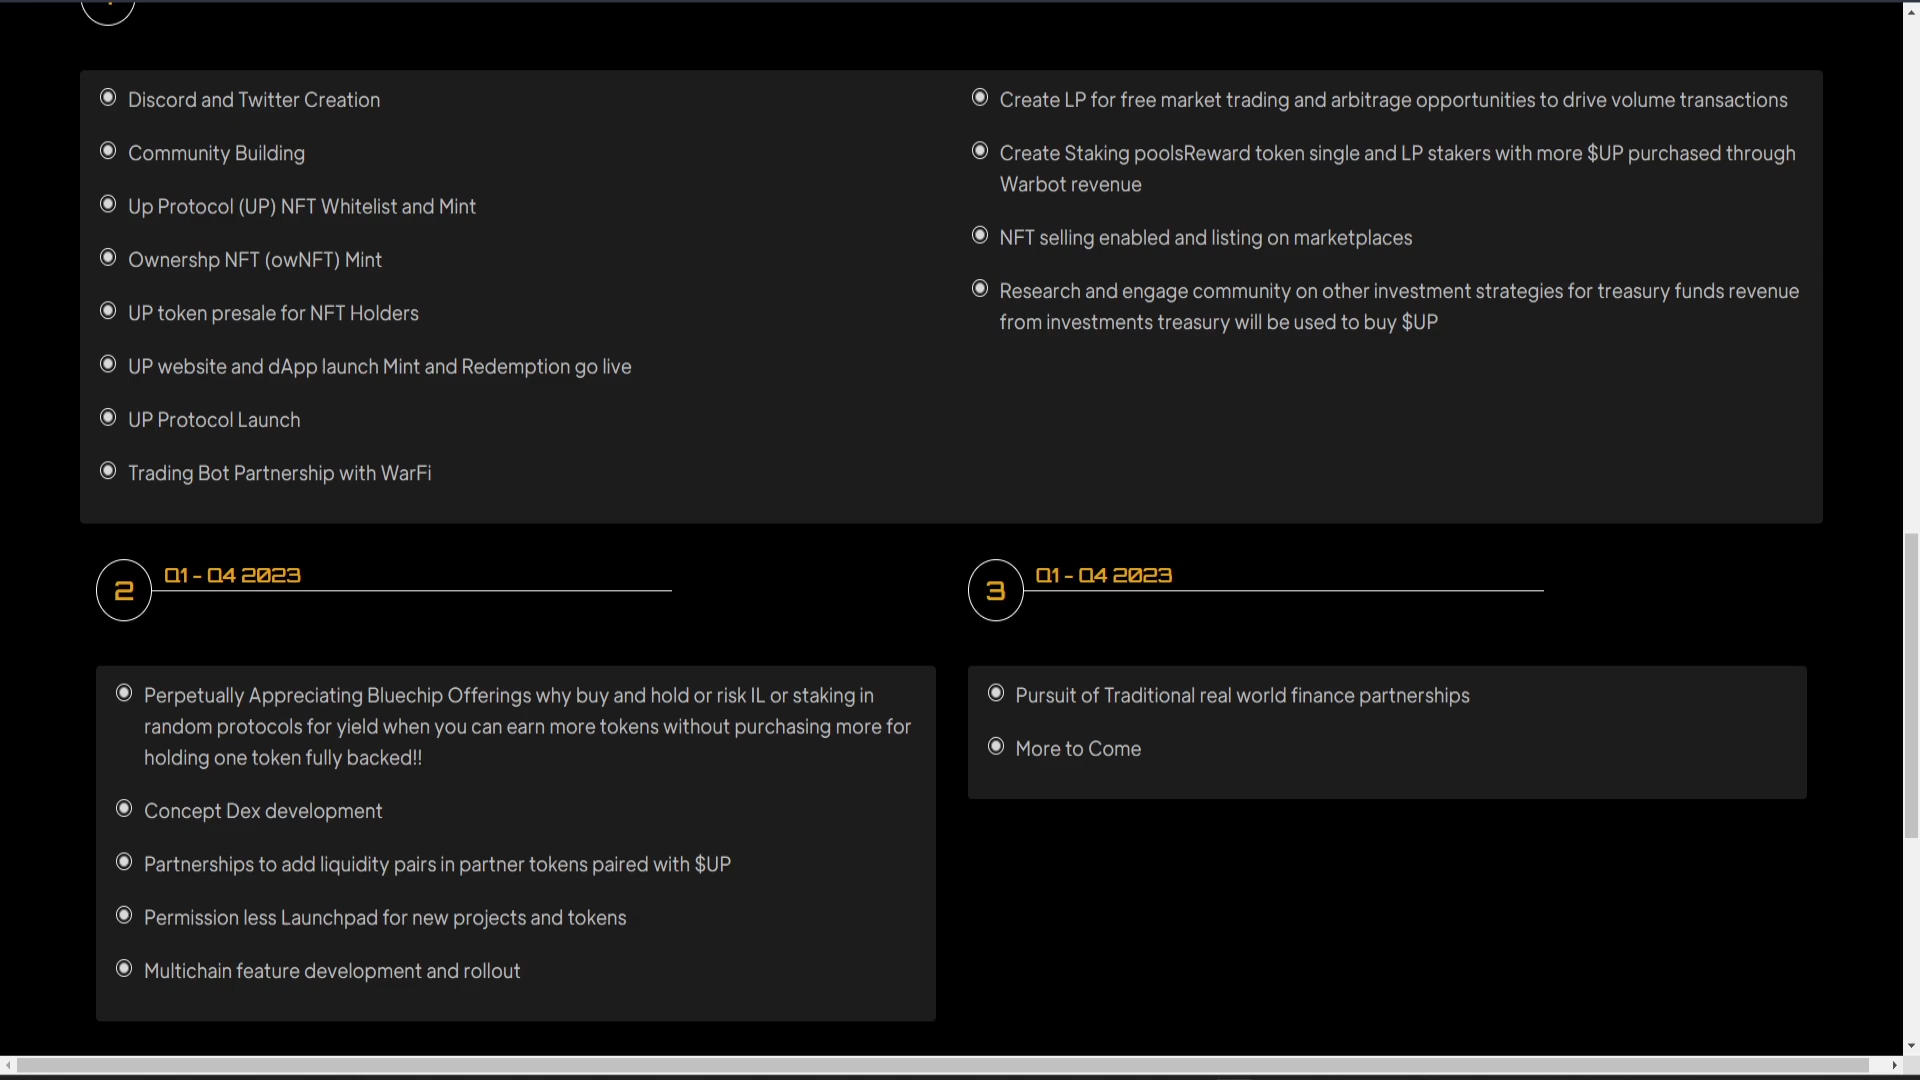 Discord and Twitter Creation
Community Building
Up Protocol (UP) NFT Whitelist and Mint
Ownershp NFT (owNFT) Mint
UP token presale for NFT Holders
UP website and dApp launch Mint and Redemption go live
UP Protocol Launch
Trading Bot Partnership with WarFi
Create LP for free market trading and arbitrage opportunities to drive volume transactions
Create Staking poolsReward token single and LP stakers with more $UP purchased through
Warbot revenue
NFT selling enabled and listing on marketplaces
Research and engage community on other investment strategies for treasury funds revenue
from investments treasury will be used to buy $UP
2
Q1 - Q4 2023
Perpetually Appreciating Bluechip Offerings why buy and hold or risk IL or staking in
random protocols for yield when you can earn more tokens without purchasing more for
holding one token fully backed!!
Concept Dex development
Partnerships to add liquidity pairs in partner tokens paired with $UP
Permission less Launchpad for new projects and tokens
Multichain feature development and rollout
3
Q1 - Q4 2023
Pursuit of Traditional real world finance partnerships
More to Come